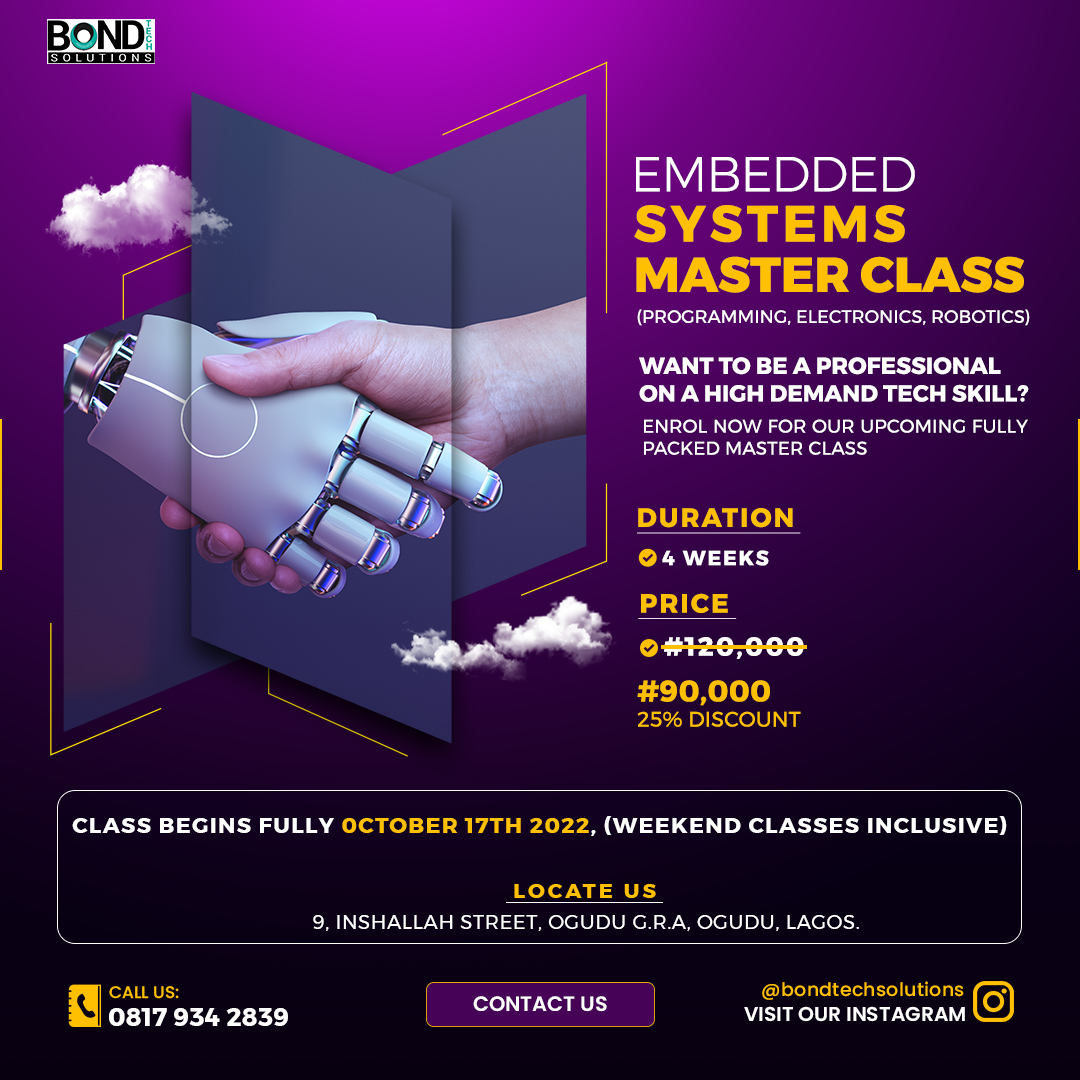 BOND TECH
SOLUTIONS
EMBEDDED
SYSTEMS
MASTER CLASS
(PROGRAMMING, ELECTRONICS, ROBOTICS)
WANT TO BE A PROFESSIONAL
ON A HIGH DEMAND TECH SKILL?
ENROL NOW FOR OUR UPCOMING FULLY
PACKED MASTER CLASS
DURATION
4 WEEKS
PRICE
#120,000
#90,000
25% DISCOUNT
CLASS BEGINS FULLY 0CTOBER 17TH 2022, (WEEKEND CLASSES INCLUSIVE)
LOCATE US
9, INSHALLAH STREET, OGUDU G.R.A, OGUDU, LAGOS.
CALL US:
0817 934 2839
CONTACT US
@bondtechsolutions
VISIT OUR INSTAGRAM